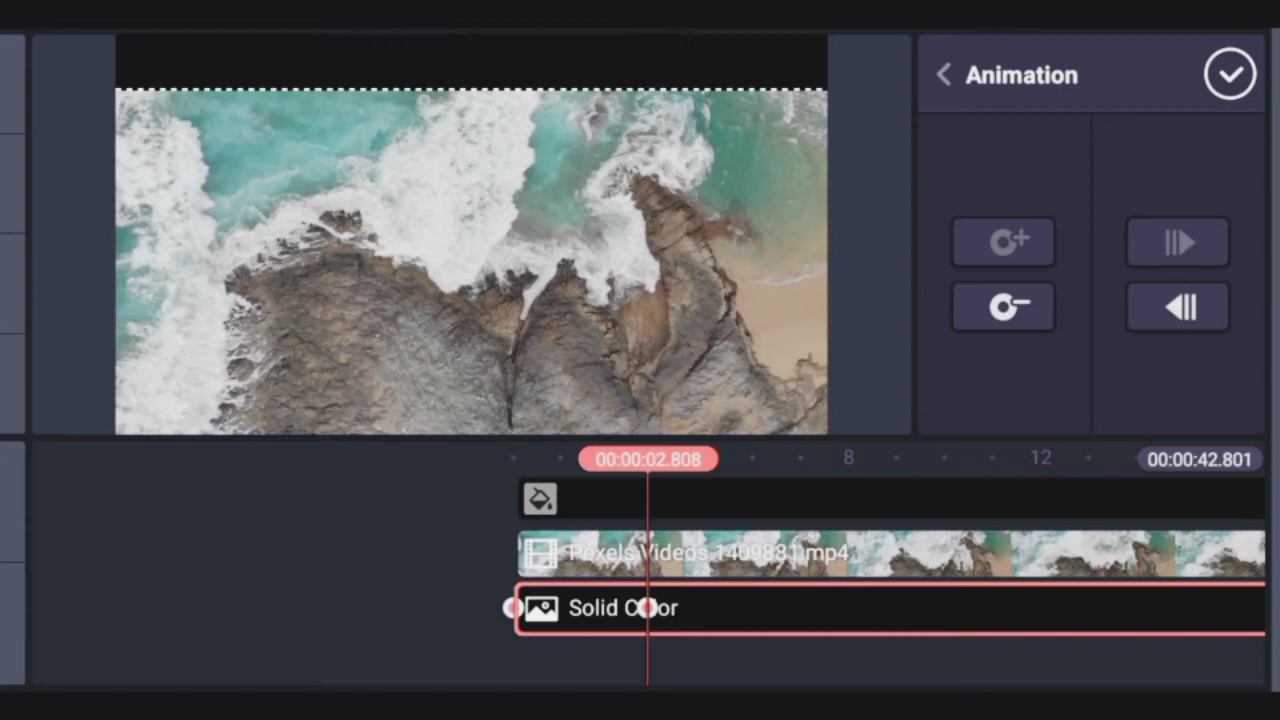 Animation
00:00:02.808
8
12
00:00:42.801
Pexels Videos 1409881.mp4
Solid Color